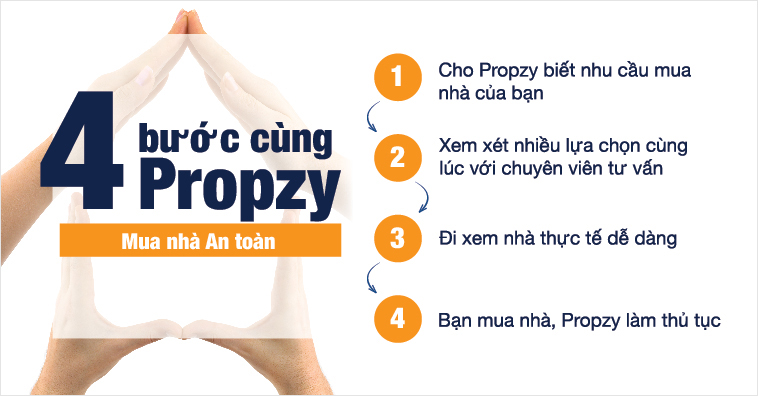 4 bước cùng
Propzy
Mua nhà An toàn
1
Cho Propzy biết nhu cầu mua
nhà của bạn
2
Xem xét nhiều lựa chọn cùng
lúc với chuyên viên tư vấn
3
Đi xem nhà thực tế dễ dàng
4
Bạn mua nhà, Propzy làm thủ tục